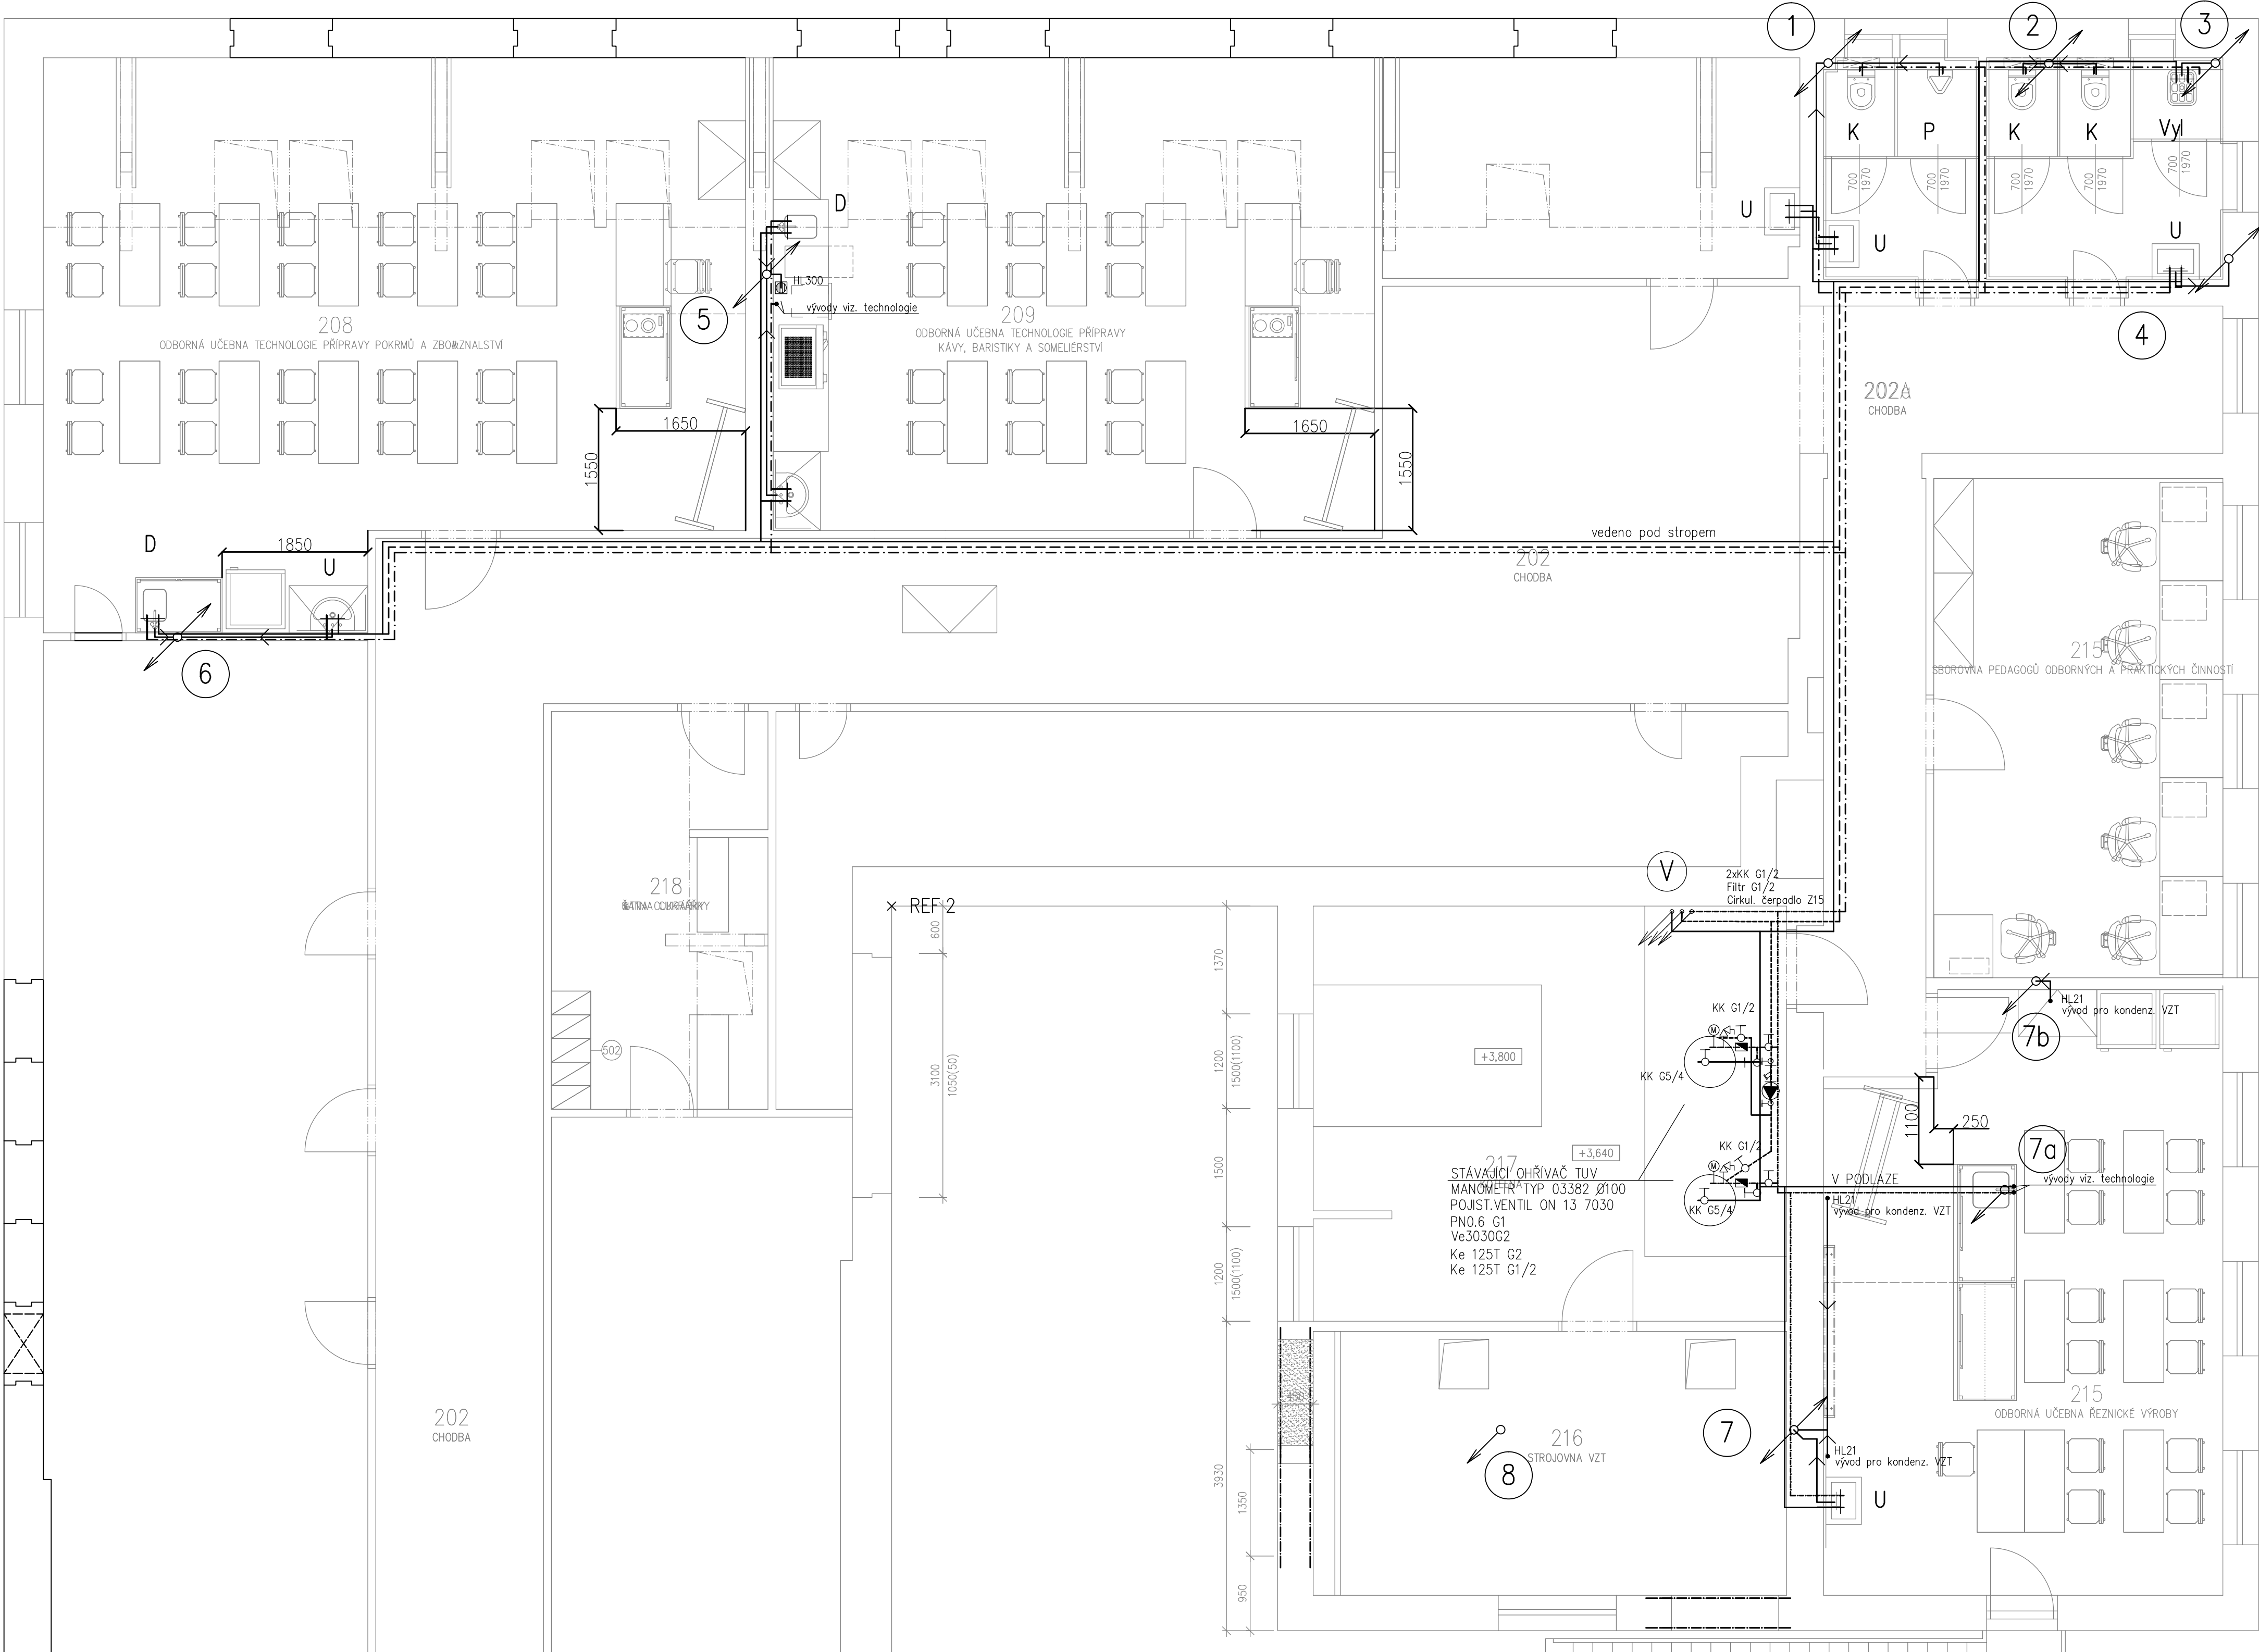 1
2
3
K
P
K
K
Vyl
700
1970
700
1970
700
1970
700
1970
700
1970
U
U
U
D
HL300
vývody viz. technologie
5
4
208
ODBORNÁ UČEBNA TECHNOLOGIE PŘÍPRAVY POKRMŮ A
209
ODBORNÁ UČEBNA TECHNOLOGIE PŘÍPRAVY
KÁVY, BARISTIKY A SOMELIÉRSTVÍ
CHODBA
1650
1550
1650
1550
D
1850
U
6
vedeno pod stropem
202
CHODBA
215
SBOROVNA PEDAGOGŮ ODBORNÝCH A PRAKTICKÝCH ČINNOSTÍ
218
502
REF 2
600
3100
1050(50)
V
2xKK G1/2
Filtr G1/2
Cirkul. čerpadlo Z15
1370
1200
1500(1100)
1500
1200
1500(1100)
3930
1350
950
450
+3,800
+3,640
KK G1/2
M
KK G5/4
KK G1/2
M
KK G5/4
217
STÁVAJÍCÍ OHŘÍVAČ TUV
MANOMETR TYP 03382 Ø100
POJIST.VENTIL ON 13 7030
PN0.6 G1
Ve3030G2
Ke 125T G2
Ke 125T G1/2
HL21
vývod pro kondenz. VZT
7b
1100
250
7a
vývody viz. technologie
V PODLAZE
HL21
vývod pro kondenz. VZT
215
ODBORNÁ UČEBNA ŘEZNICKÉ VÝROBY
7
HL21
vývod pro kondenz. VZT
U
216
STROJOVNA VZT
8
202
CHODBA